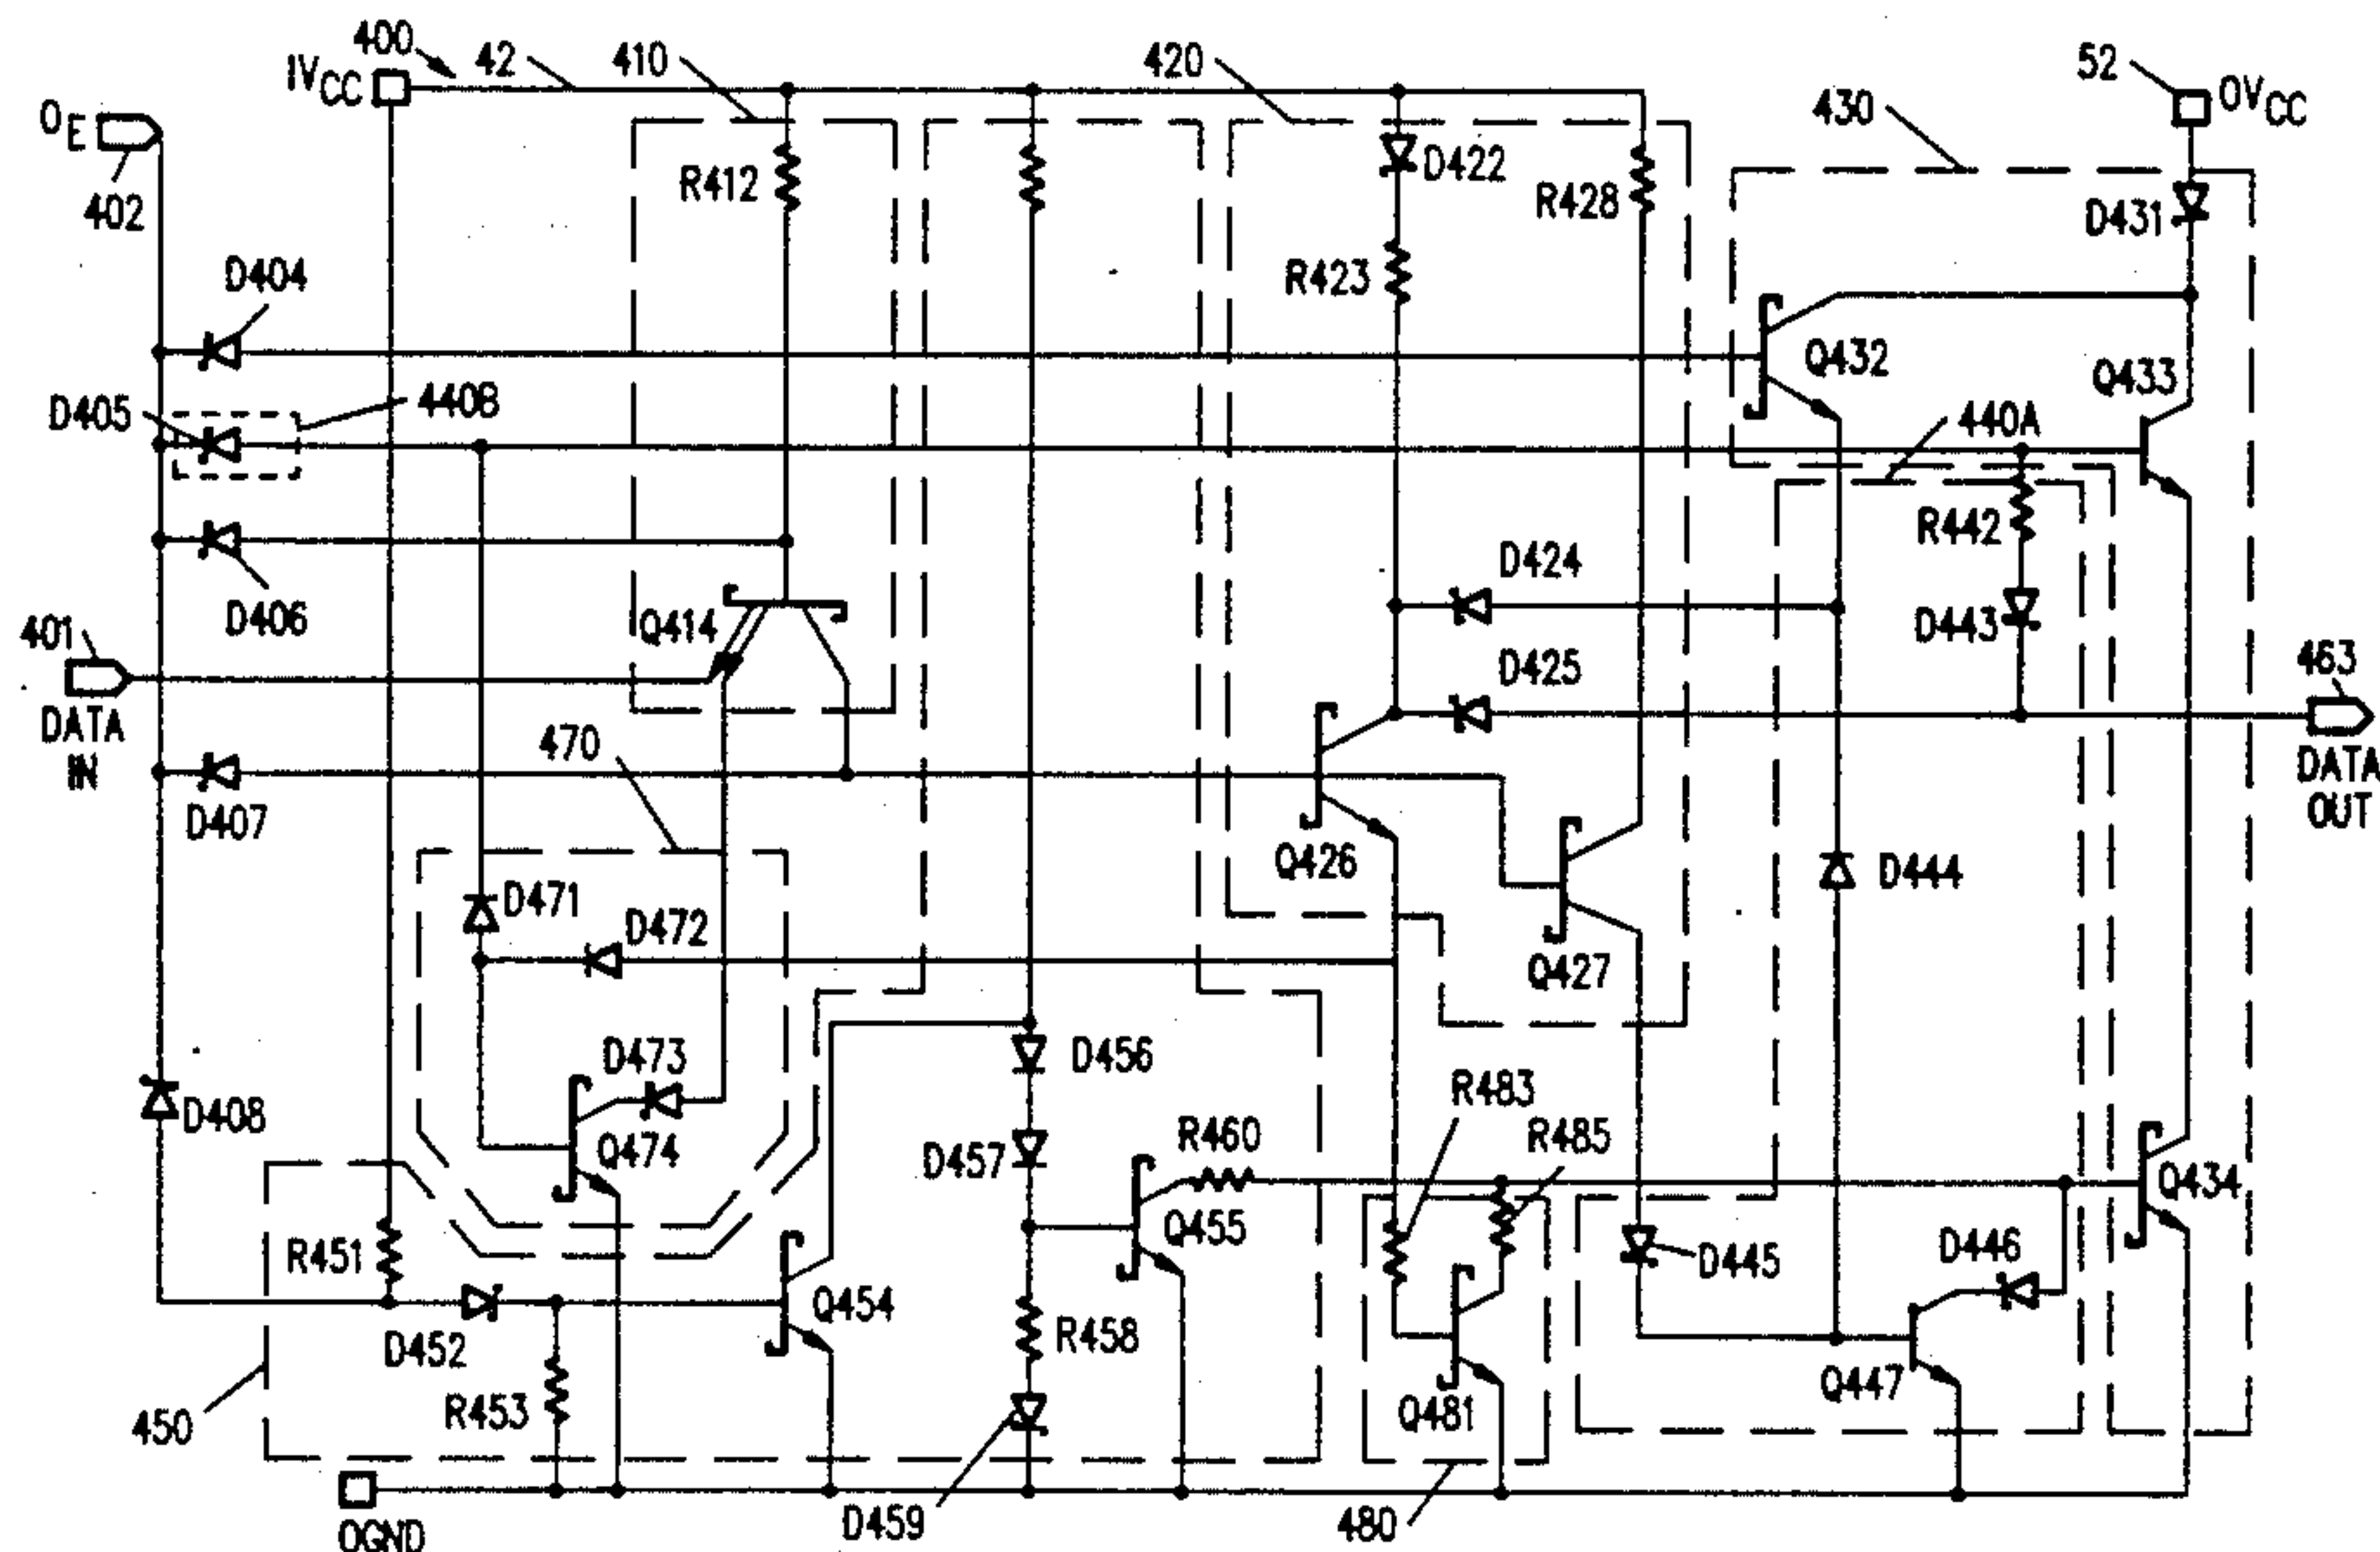 400
42
410
420
52
IVCC
OVCC
OE
430
402
R412
D422
R428
D431
R423
D404
Q432
Q433
D405
440B
440A
R442
D424
D406
401
Q414
D443
D425
463
DATA
IN
470
DATA
OUT
D407
Q426
D471
D444
D472
Q427
D473
D456
R483
D408
R460
R485
D457
Q474
Q434
Q455
R451
D446
D445
Q454
D452
R458
Q447
R453
Q481
450
D459
480
OGND